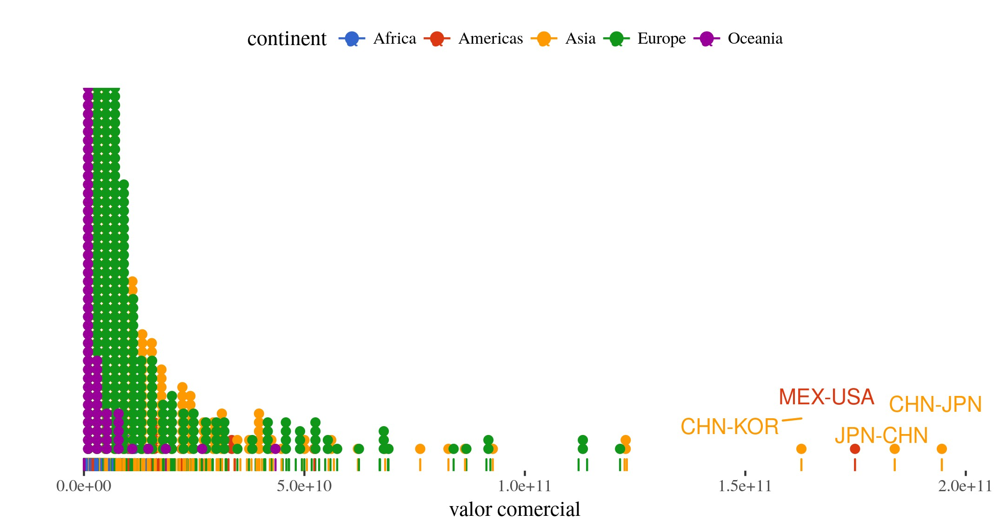 continent Africa Americas Asia Europe Oceania
MEX-USA
CHN-JPN
CHN-KOR
JPN-CHN
0.0e+00 5.0e+10 1.0e+11 1.5e+11 2.0e+11
valor comercial